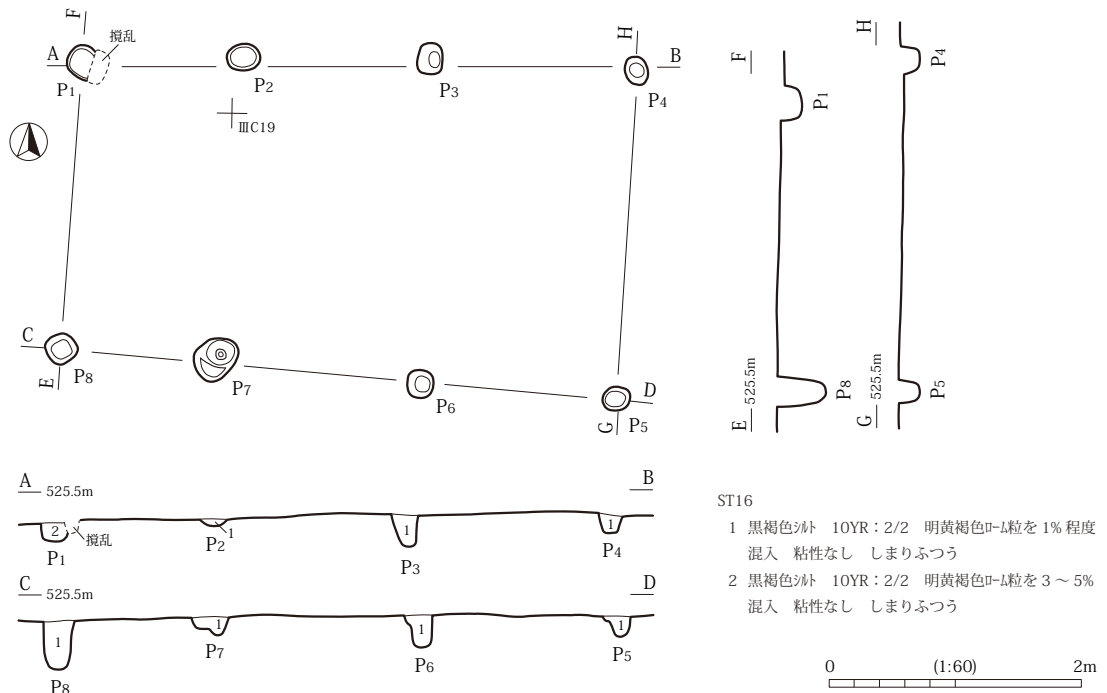 F
撹乱
A
P1
P2
P3
H
B
P4
ⅢC19
C
P8
E
P7
P6
D
P5
G
F
P1
E 525.5m
P8
H
P4
G 525.5m
P5
A 525.5m
B
2
撹乱
P1
1
P2
1
P3
1
P4
C 525.5m
D
1
P8
1
P7
1
P6
1
P5
ST16
1 黒褐色シルト 10YR：2/2 明黄褐色ローム粒を1%程度
混入 粘性なし しまりふつう
2 黒褐色シルト 10YR：2/2 明黄褐色ローム粒を3～5%
混入 粘性なし しまりふつう
0 (1:60) 2m